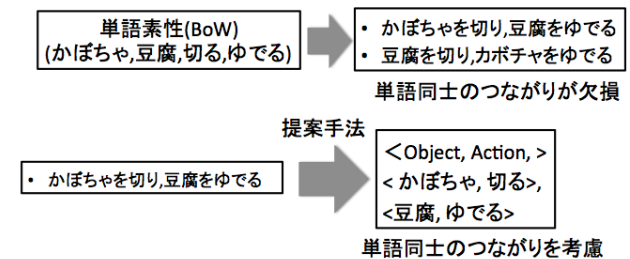 単語素性(BoW)
(かぼちゃ,豆腐,切る,ゆでる)
• かぼちゃを切り,豆腐をゆでる
• 豆腐を切り,カボチャをゆでる
単語同士のつながりが欠損
提案手法
• かぼちゃを切り,豆腐をゆでる
＜Object, Action, >
< かぼちゃ, 切る>,
<豆腐, ゆでる>
単語同士のつながりを考慮